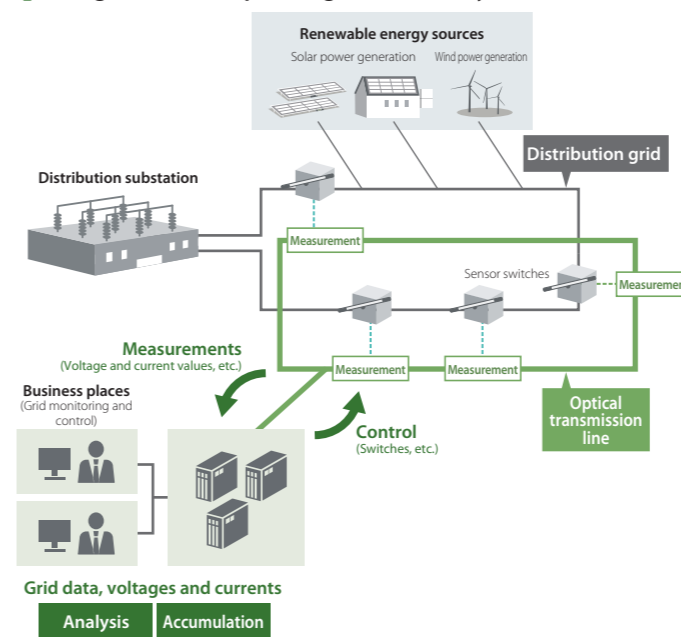 Renewable energy sources
Solar power generation
Wind power generation
Distribution grid
Distribution substation
Measurement
Sensor switches
Measuremen
Measurements
(Voltage and current values, etc.)
Measurement
Measurement
Business places
(Grid monitoring and
control)
Control
(Switches, etc.)
Optical
transmission
line
Grid data, voltages and currents
Analysis
Accumulation